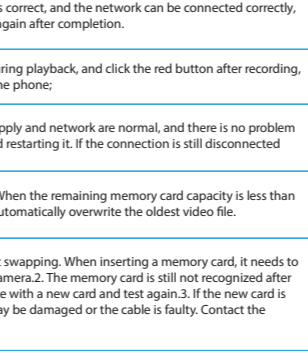 s correct, and the network can be connected correctly,
gain after completion.
ring playback, and click the red button after recording,
he phone;
pply and network are normal, and there is no problem
d restarting it. If the connection is still disconnected
When the remaining memory card capacity is less than
utomatically overwrite the oldest video file.
t swapping. When inserting a memory card, it needs to
amera.2. The memory card is still not recognized after
e with a new card and test again.3. If the new card is
ay be damaged or the cable is faulty. Contact the